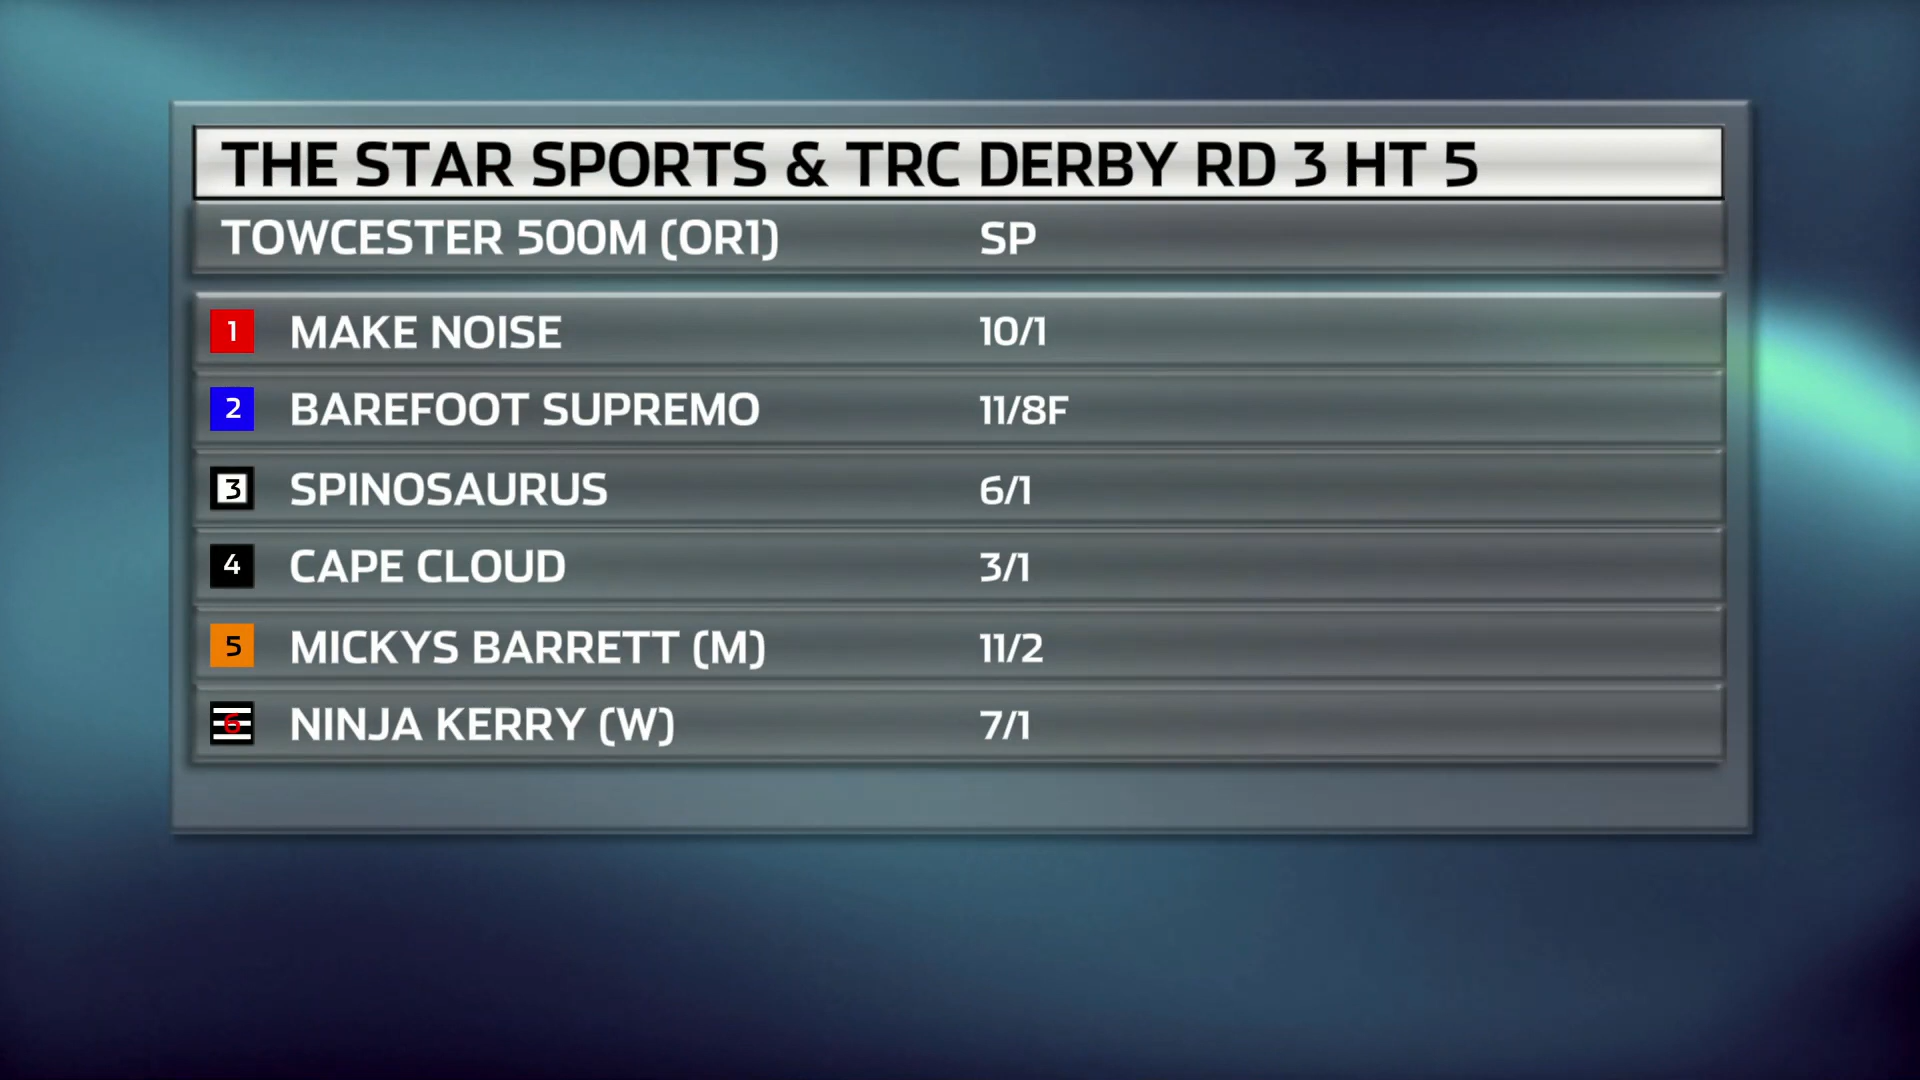 THE STAR SPORTS & TRC DERBY RD 3 HT 5
TOWCESTER 500M (OR1) SP
1 MAKE NOISE 10/1
2 BAREFOOT SUPREMO 11/8F
3 SPINOSAURUS 6/1
4 CAPE CLOUD 3/1
5 MICKYS BARRETT (M) 11/2
6 NINJA KERRY (W) 7/1